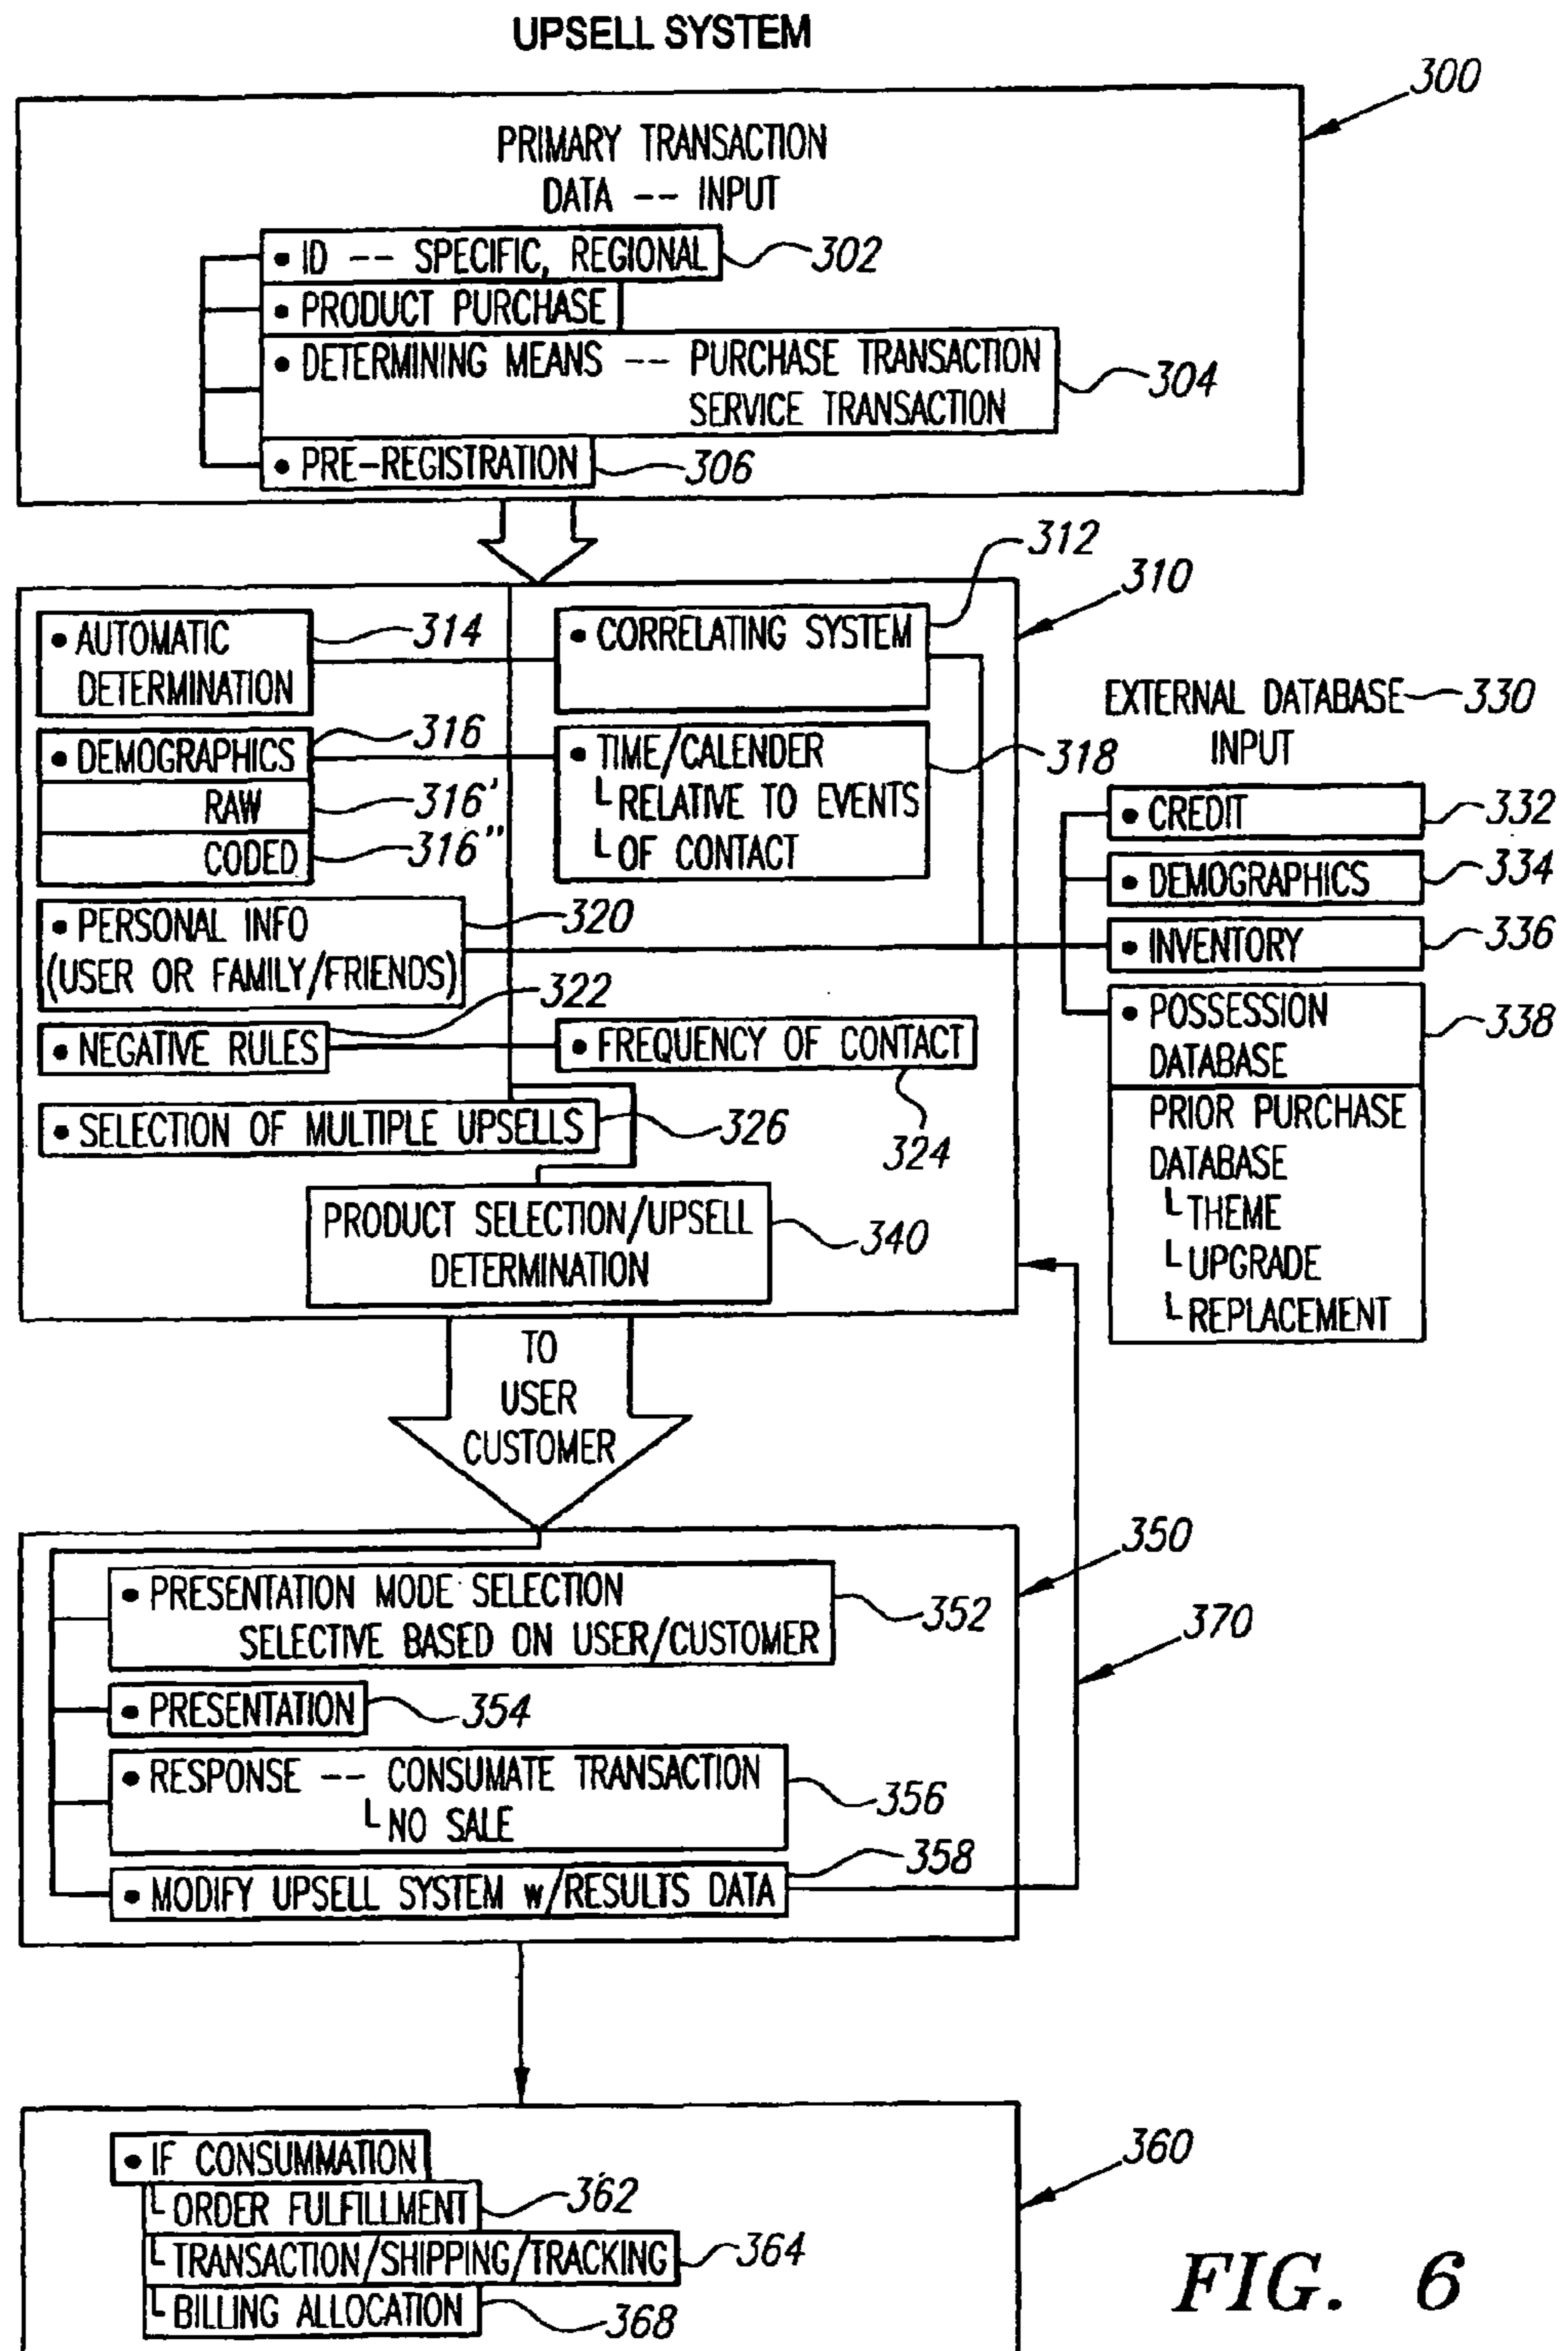 UPSELL SYSTEM
300
PRIMARY TRANSACTION
DATA -- INPUT
• ID -- SPECIFIC, REGIONAL
302
• PRODUCT PURCHASE
• DETERMINING MEANS -- PURCHASE TRANSACTION
SERVICE TRANSACTION
304
• PRE-REGISTRATION
306
312
310
• AUTOMATIC
DETERMINATION
314
• CORRELATING SYSTEM
• DEMOGRAPHICS
316
RAW
316'
CODED
316"
• TIME/CALENDER
└ RELATIVE TO EVENTS
└ OF CONTACT
318
EXTERNAL DATABASE
INPUT
330
• CREDIT
332
• DEMOGRAPHICS
334
• INVENTORY
336
• POSSESSION
DATABASE
338
PRIOR PURCHASE
DATABASE
└ THEME
└ UPGRADE
└ REPLACEMENT
• PERSONAL INFO
(USER OR FAMILY/FRIENDS)
320
322
• NEGATIVE RULES
• FREQUENCY OF CONTACT
324
• SELECTION OF MULTIPLE UPSELLS
326
PRODUCT SELECTION/UPSELL
DETERMINATION
340
TO
USER
CUSTOMER
350
• PRESENTATION MODE SELECTION
SELECTIVE BASED ON USER/CUSTOMER
352
370
• PRESENTATION
354
• RESPONSE -- CONSUMATE TRANSACTION
└ NO SALE
356
358
• MODIFY UPSELL SYSTEM w/RESULTS DATA
360
• IF CONSUMMATION
└ ORDER FULFILLMENT
362
└ TRANSACTION/SHIPPING/TRACKING
364
└ BILLING ALLOCATION
368
FIG. 6